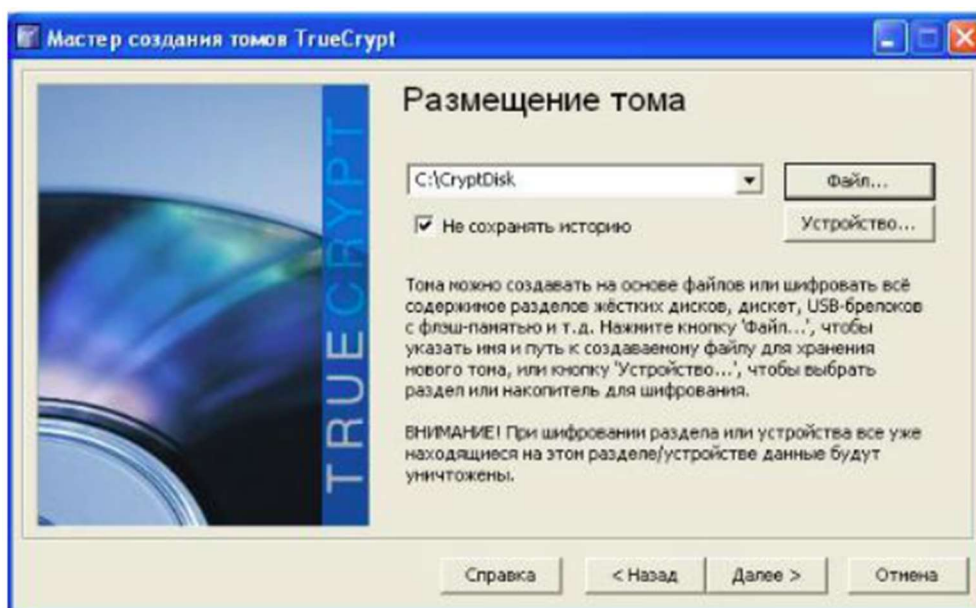 Мастер создания томов TrueCrypt
TRUECRYPT
Размещение тома
C:\CryptDisk
Файл...
Не сохранять историю
Устройство...
Тома можно создавать на основе файлов или шифровать всё
содержимое разделов жёстких дисков, дискет, USB-брелоков
с флэш-памятью и т.д. Нажмите кнопку 'Файл...', чтобы
указать имя и путь к создаваемому файлу для хранения
нового тома, или кнопку 'Устройство...', чтобы выбрать
раздел или накопитель для шифрования.
ВНИМАНИЕ! При шифровании раздела или устройства все уже
находящиеся на этом разделе/устройстве данные будут
уничтожены.
Справка
< Назад
Далее >
Отмена